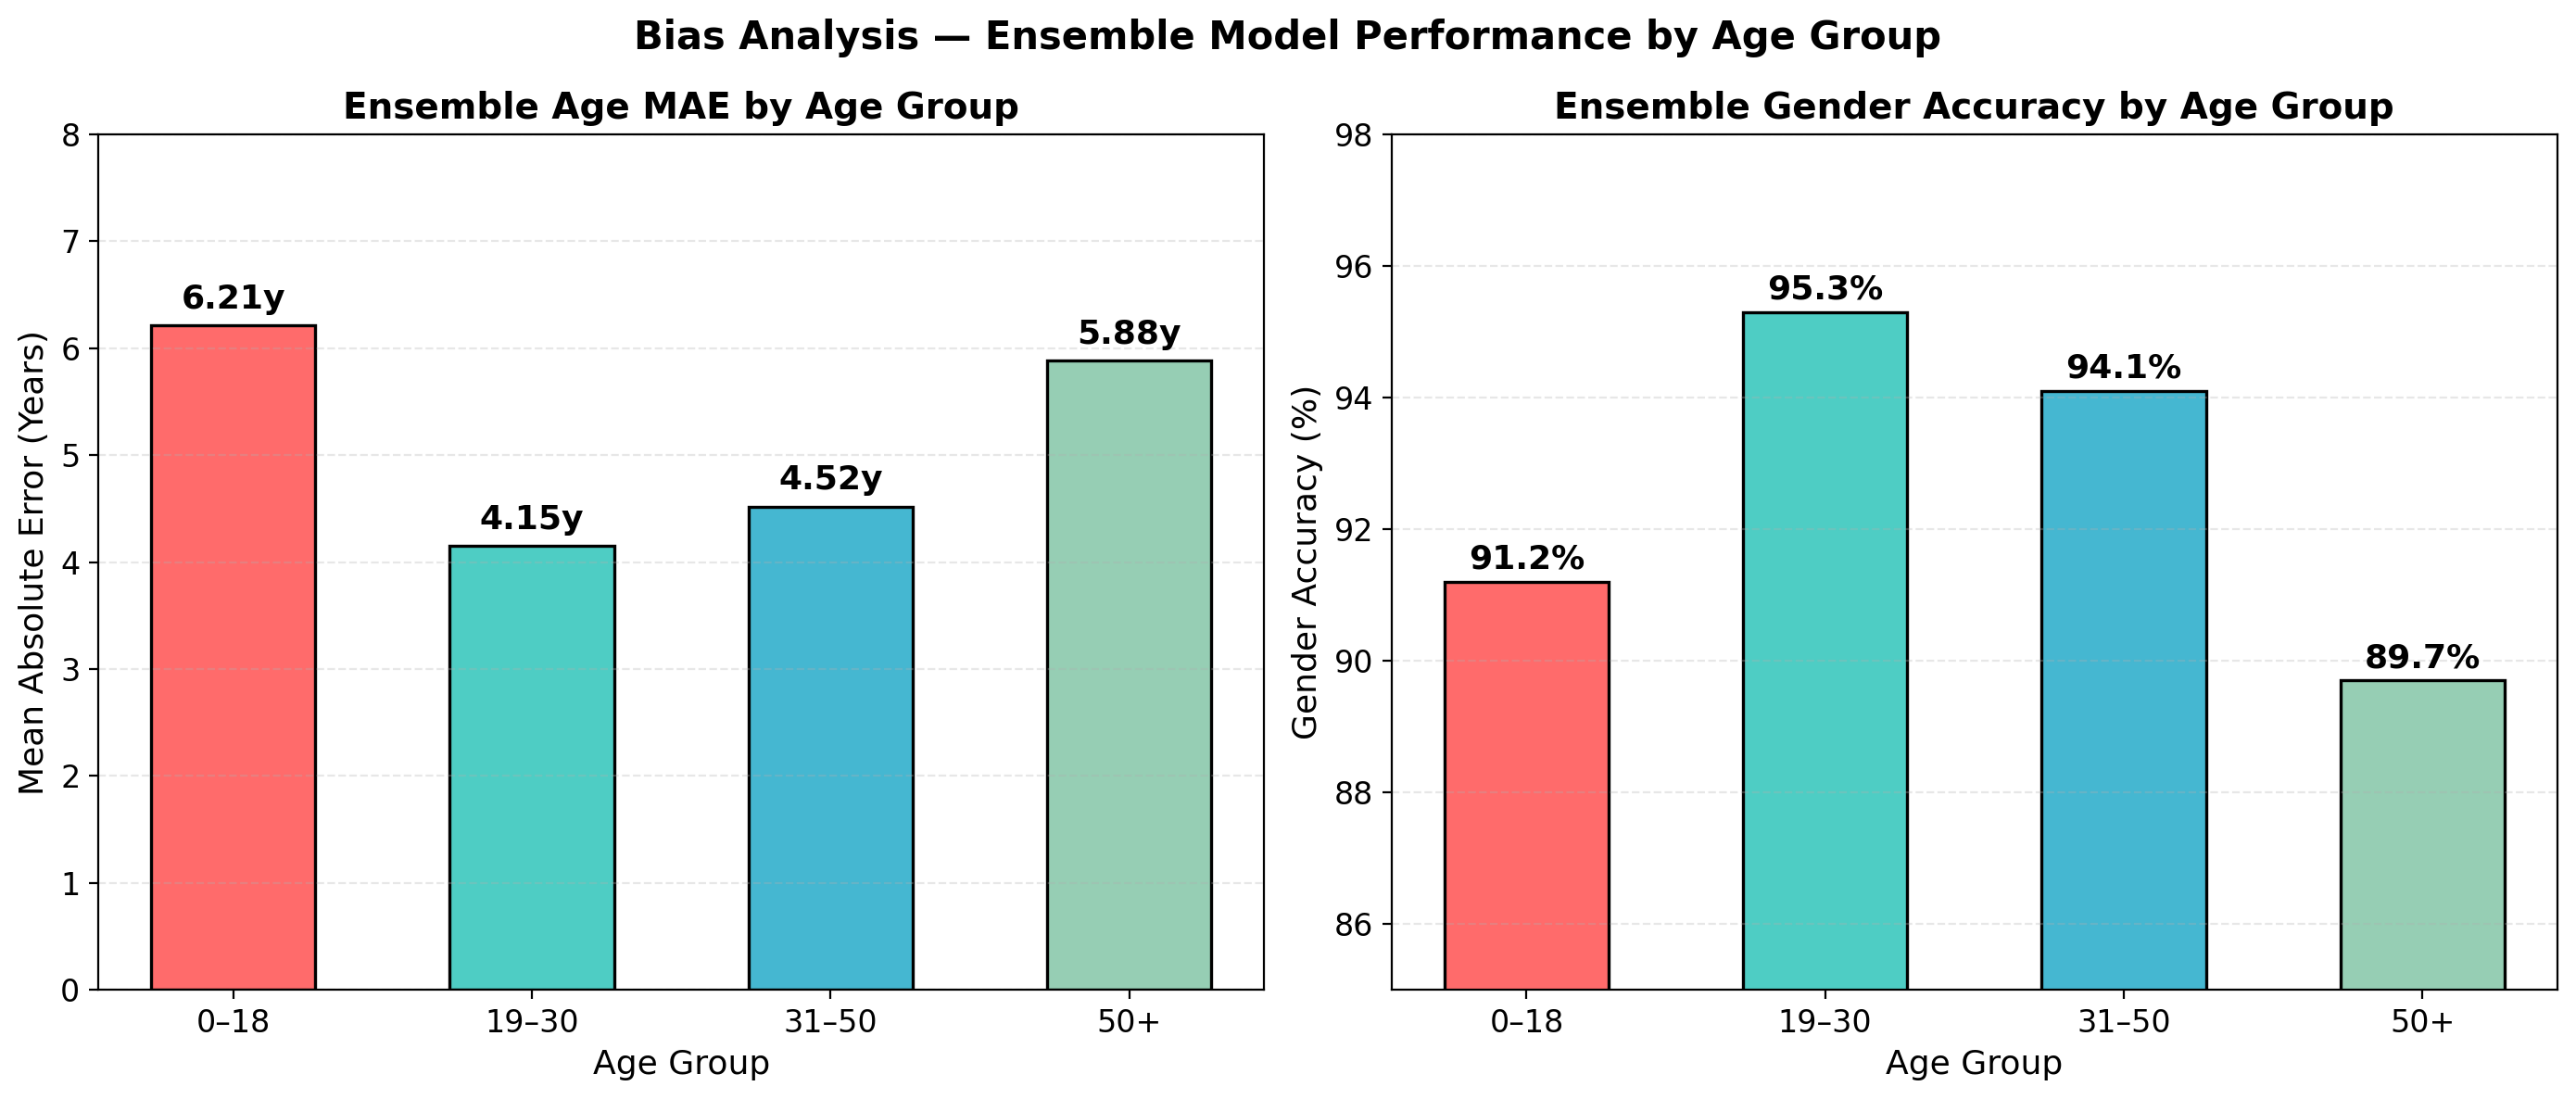 Bias Analysis — Ensemble Model Performance by Age Group
Ensemble Age MAE by Age Group
Mean Absolute Error (Years)
8
7
6
5
4
3
2
1
0
6.21y
4.15y
4.52y
5.88y
0–18
19–30
31–50
50+
Age Group
Ensemble Gender Accuracy by Age Group
Gender Accuracy (%)
98
96
94
92
90
88
86
91.2%
95.3%
94.1%
89.7%
0–18
19–30
31–50
50+
Age Group